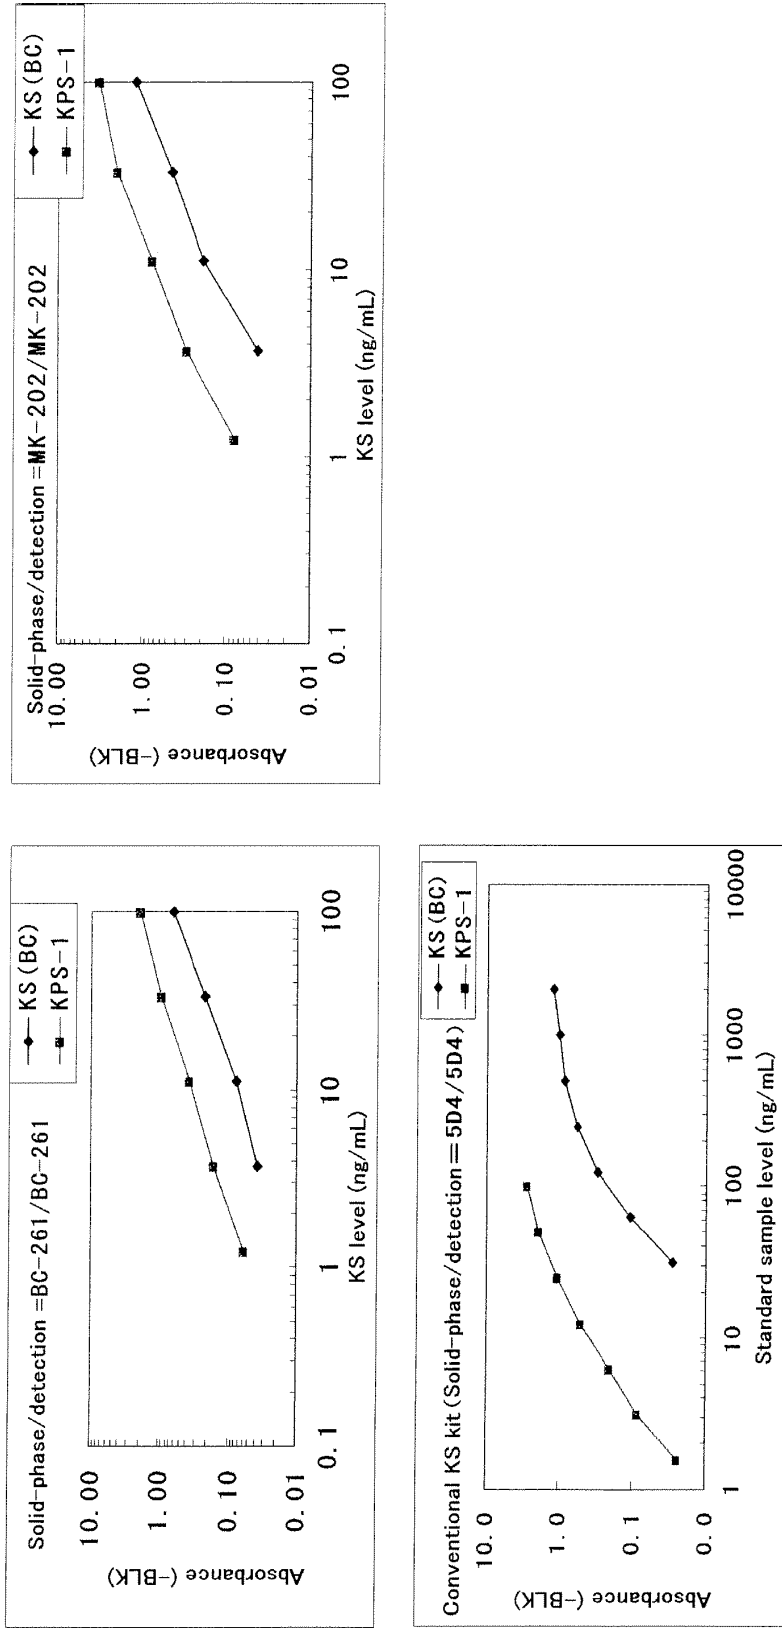 Solid-phase/detection =BC-261/BC-261
KS(BC)
KPS-1
10.00
1.00
0.10
0.01
Absorbance (-BLK)
0.1
1
10
100
KS level (ng/mL)
Solid-phase/detection =MK-202/MK-202
KS(BC)
KPS-1
10.00
1.00
0.10
0.01
Absorbance (-BLK)
0.1
1
10
100
KS level (ng/mL)
Conventional KS kit(Solid-phase/detection=5D4/5D4)
KS(BC)
KPS-1
10.0
1.0
0.1
0.0
Absorbance (-BLK)
1
10
100
1000
10000
Standard sample level (ng/mL)